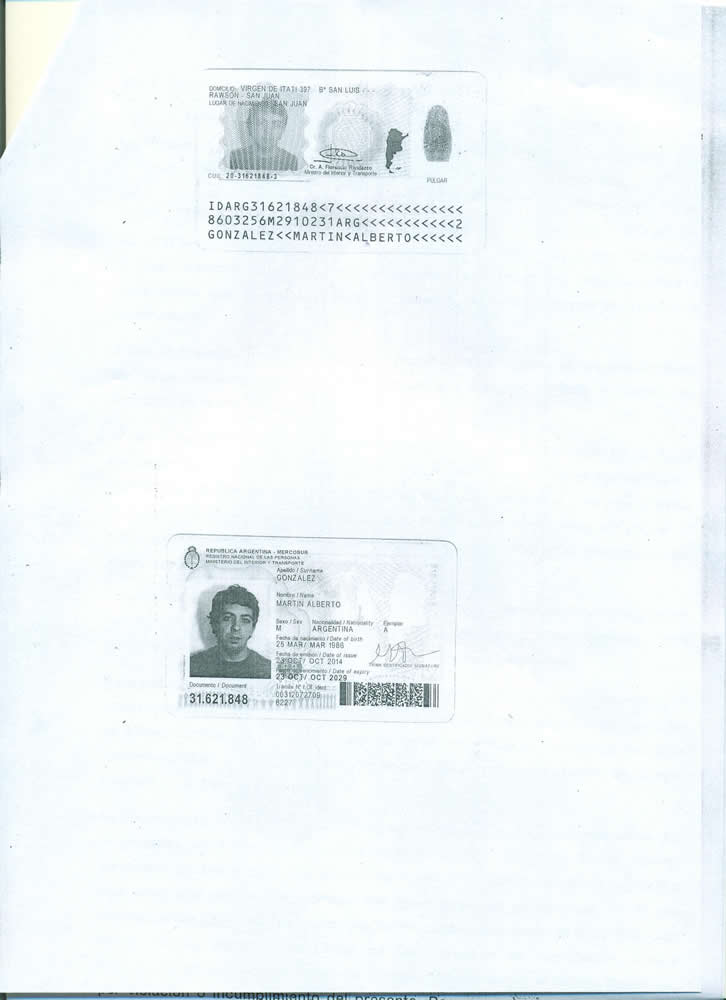 DOMICILIO: VIRGEN DE ITATI 397 Bº SAN LUIS - - -
RAWSON - SAN JUAN
LUGAR DE NACIMIENTO: SAN JUAN
Ministro del Interior y Transporte
CUIL: 20-31621848-3
PULGAR
IDARG31621848<7<<<<<<<<<<<<<<<
8603256M2910231ARG<<<<<<<<<<<2
GONZALEZ<<MARTIN<ALBERTO<<<<<<
REPUBLICA ARGENTINA - MERCOSUR
REGISTRO NACIONAL DE LAS PERSONAS
MINISTERIO DEL INTERIOR Y TRANSPORTE
Apellido / Surname
GONZALEZ
Nombre / Name
MARTIN ALBERTO
Sexo / Sex Nacionalidad / Nationality Ejemplar
M ARGENTINA A
Fecha de nacimiento / Date of birth
25 MAR/ MAR 1986
Fecha de emisión / Date of issue
23 OCT/ OCT 2014
Fecha de vencimiento / Date of expiry
23 OCT/ OCT 2029
FIRMA IDENTIFICADO / SIGNATURE
Documento / Document
31.621.848
Trámite Nº / Of. ident.
00312072709
8227
por violación o incumplimiento del presente.